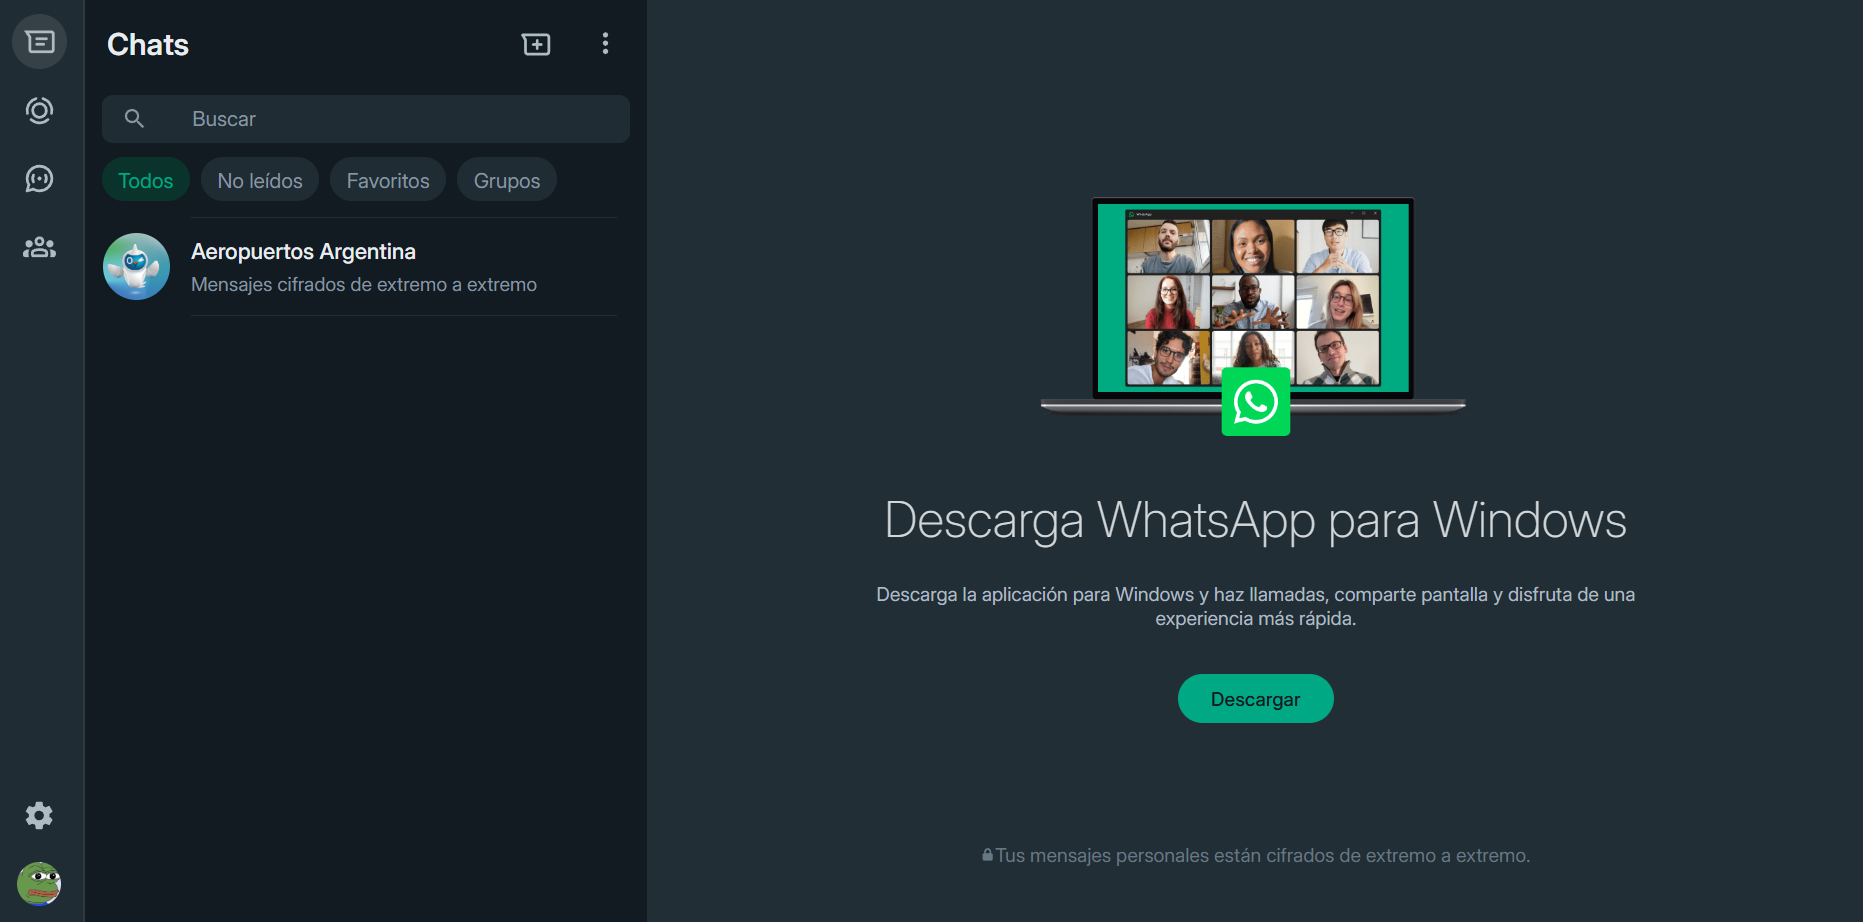 Chats
Buscar
Todos
No leídos
Favoritos
Grupos
Aeropuertos Argentina
Mensajes cifrados de extremo a extremo
WhatsApp
Descarga WhatsApp para Windows
Descarga la aplicación para Windows y haz llamadas, comparte pantalla y disfruta de una
experiencia más rápida.
Descargar
Tus mensajes personales están cifrados de extremo a extremo.